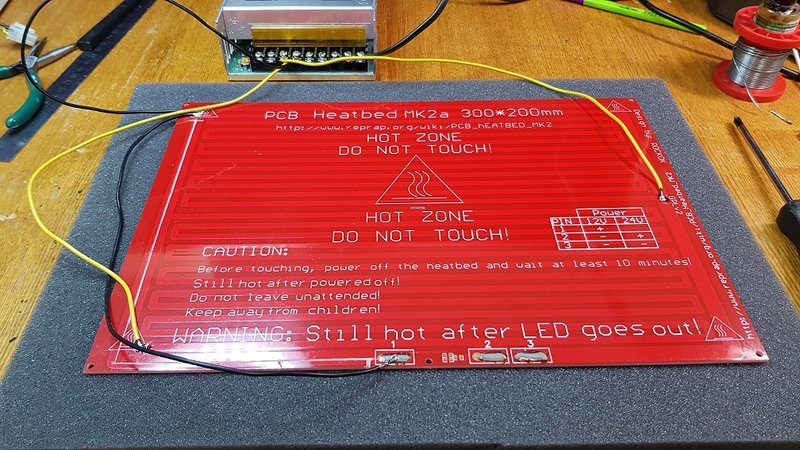 PCB Heatbed MK2a 300*200mm
http://www.reprap.org/wiki/PCB_hEATBED_MK2
HOT ZONE
DO NOT TOUCH!
HOT ZONE
DO NOT TOUCH!
Power
PIN 12V 24V
1 + -
2 - +
3 - -
CAUTION:
Before touching, power off the heatbed and wait at least 10 minutes!
Still hot after powered off!
Do not leave unattended!
Keep away from children!
WARNING: Still hot after LED goes out!
1 2 3